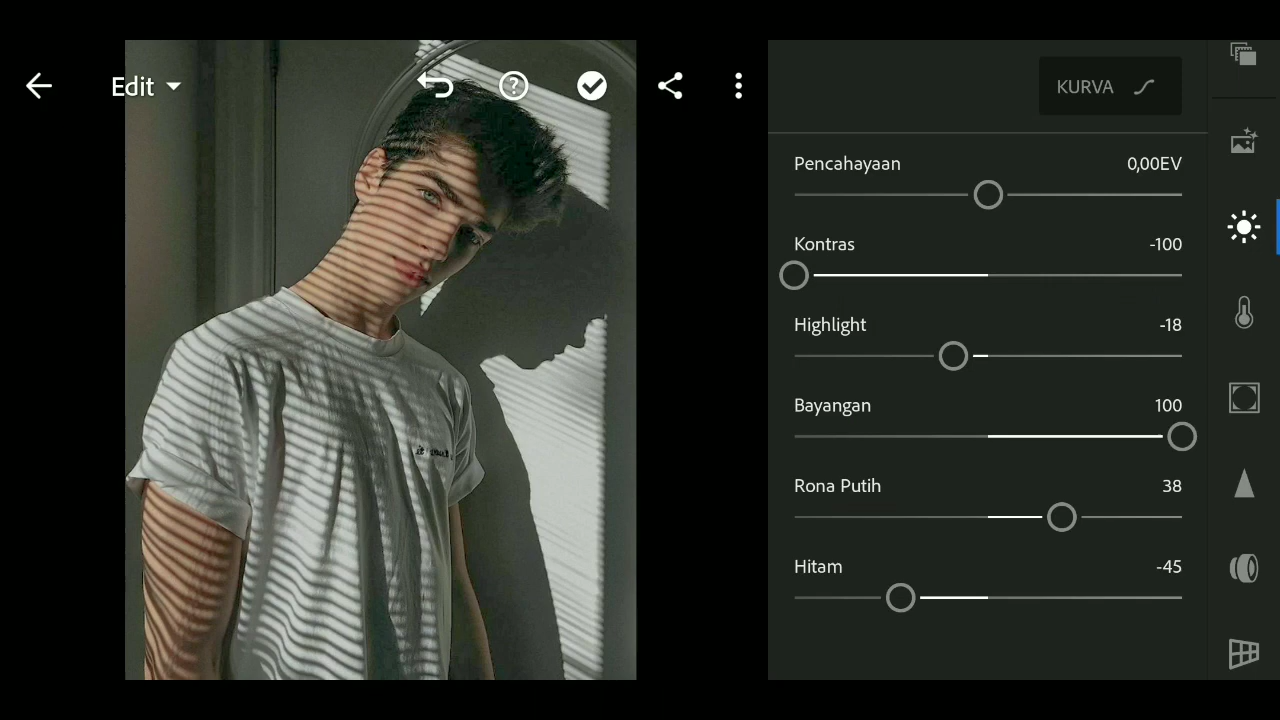 Edit
KURVA
Pencahayaan 0,00EV
Kontras -100
Highlight -18
Bayangan 100
Rona Putih 38
Hitam -45